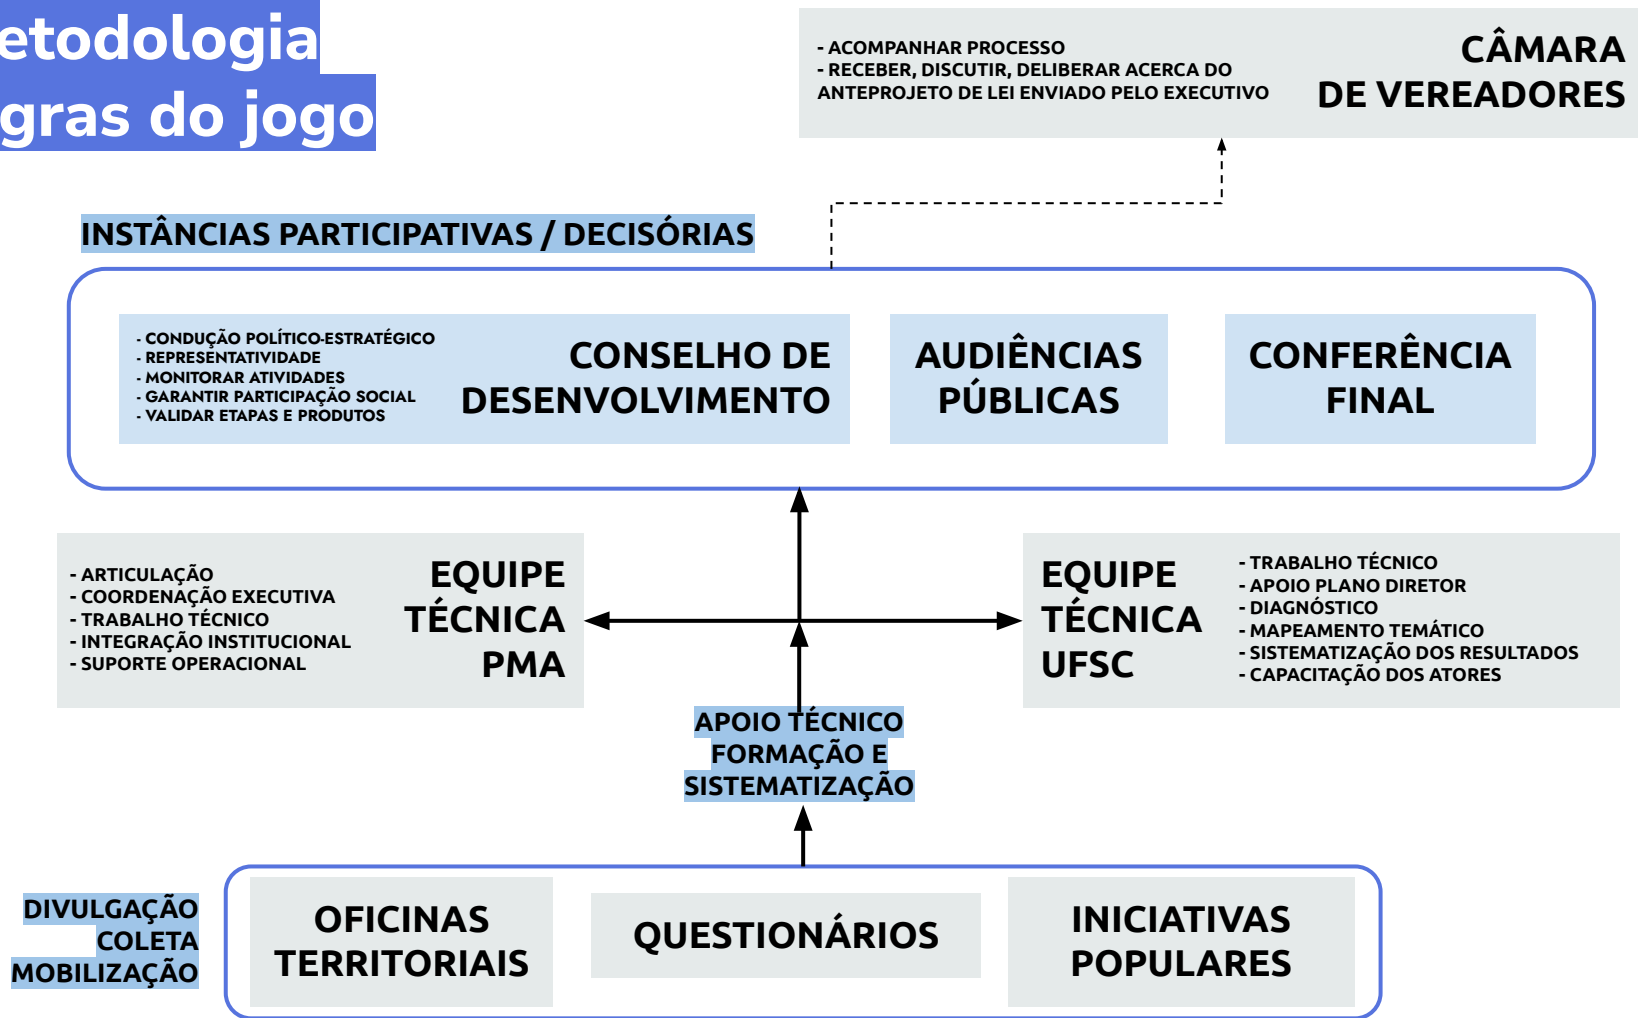 etodologia
gras do jogo
- ACOMPANHAR PROCESSO
- RECEBER, DISCUTIR, DELIBERAR ACERCA DO
ANTEPROJETO DE LEI ENVIADO PELO EXECUTIVO
CÂMARA
DE VEREADORES
INSTÂNCIAS PARTICIPATIVAS / DECISÓRIAS
- CONDUÇÃO POLÍTICO-ESTRATÉGICO
- REPRESENTATIVIDADE
- MONITORAR ATIVIDADES
- GARANTIR PARTICIPAÇÃO SOCIAL
- VALIDAR ETAPAS E PRODUTOS
CONSELHO DE
DESENVOLVIMENTO
AUDIÊNCIAS
PÚBLICAS
CONFERÊNCIA
FINAL
- ARTICULAÇÃO
- COORDENAÇÃO EXECUTIVA
- TRABALHO TÉCNICO
- INTEGRAÇÃO INSTITUCIONAL
- SUPORTE OPERACIONAL
EQUIPE
TÉCNICA
PMA
EQUIPE
TÉCNICA
UFSC
- TRABALHO TÉCNICO
- APOIO PLANO DIRETOR
- DIAGNÓSTICO
- MAPEAMENTO TEMÁTICO
- SISTEMATIZAÇÃO DOS RESULTADOS
- CAPACITAÇÃO DOS ATORES
APOIO TÉCNICO
FORMAÇÃO E
SISTEMATIZAÇÃO
DIVULGAÇÃO
COLETA
MOBILIZAÇÃO
OFICINAS
TERRITORIAIS
QUESTIONÁRIOS
INICIATIVAS
POPULARES